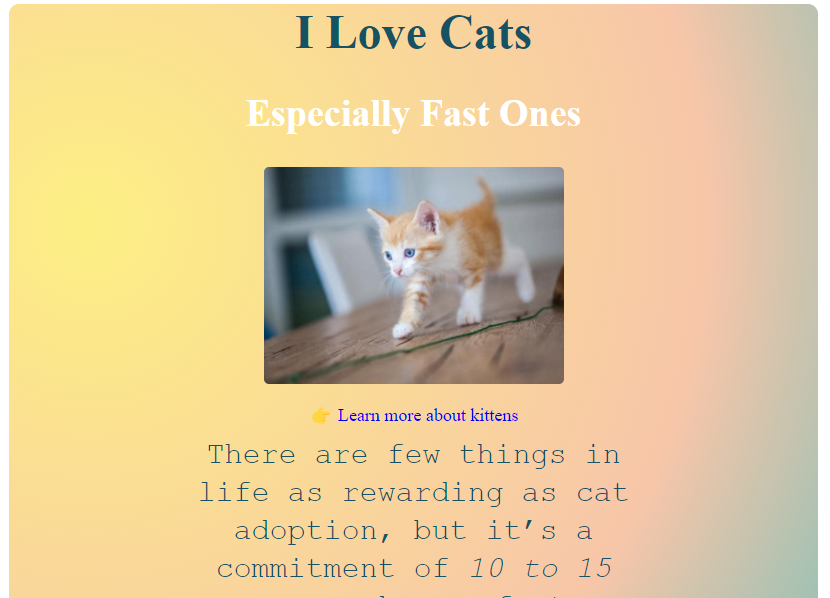 I Love Cats
Especially Fast Ones
👉 Learn more about kittens
There are few things in
life as rewarding as cat
adoption, but it’s a
commitment of 10 to 15